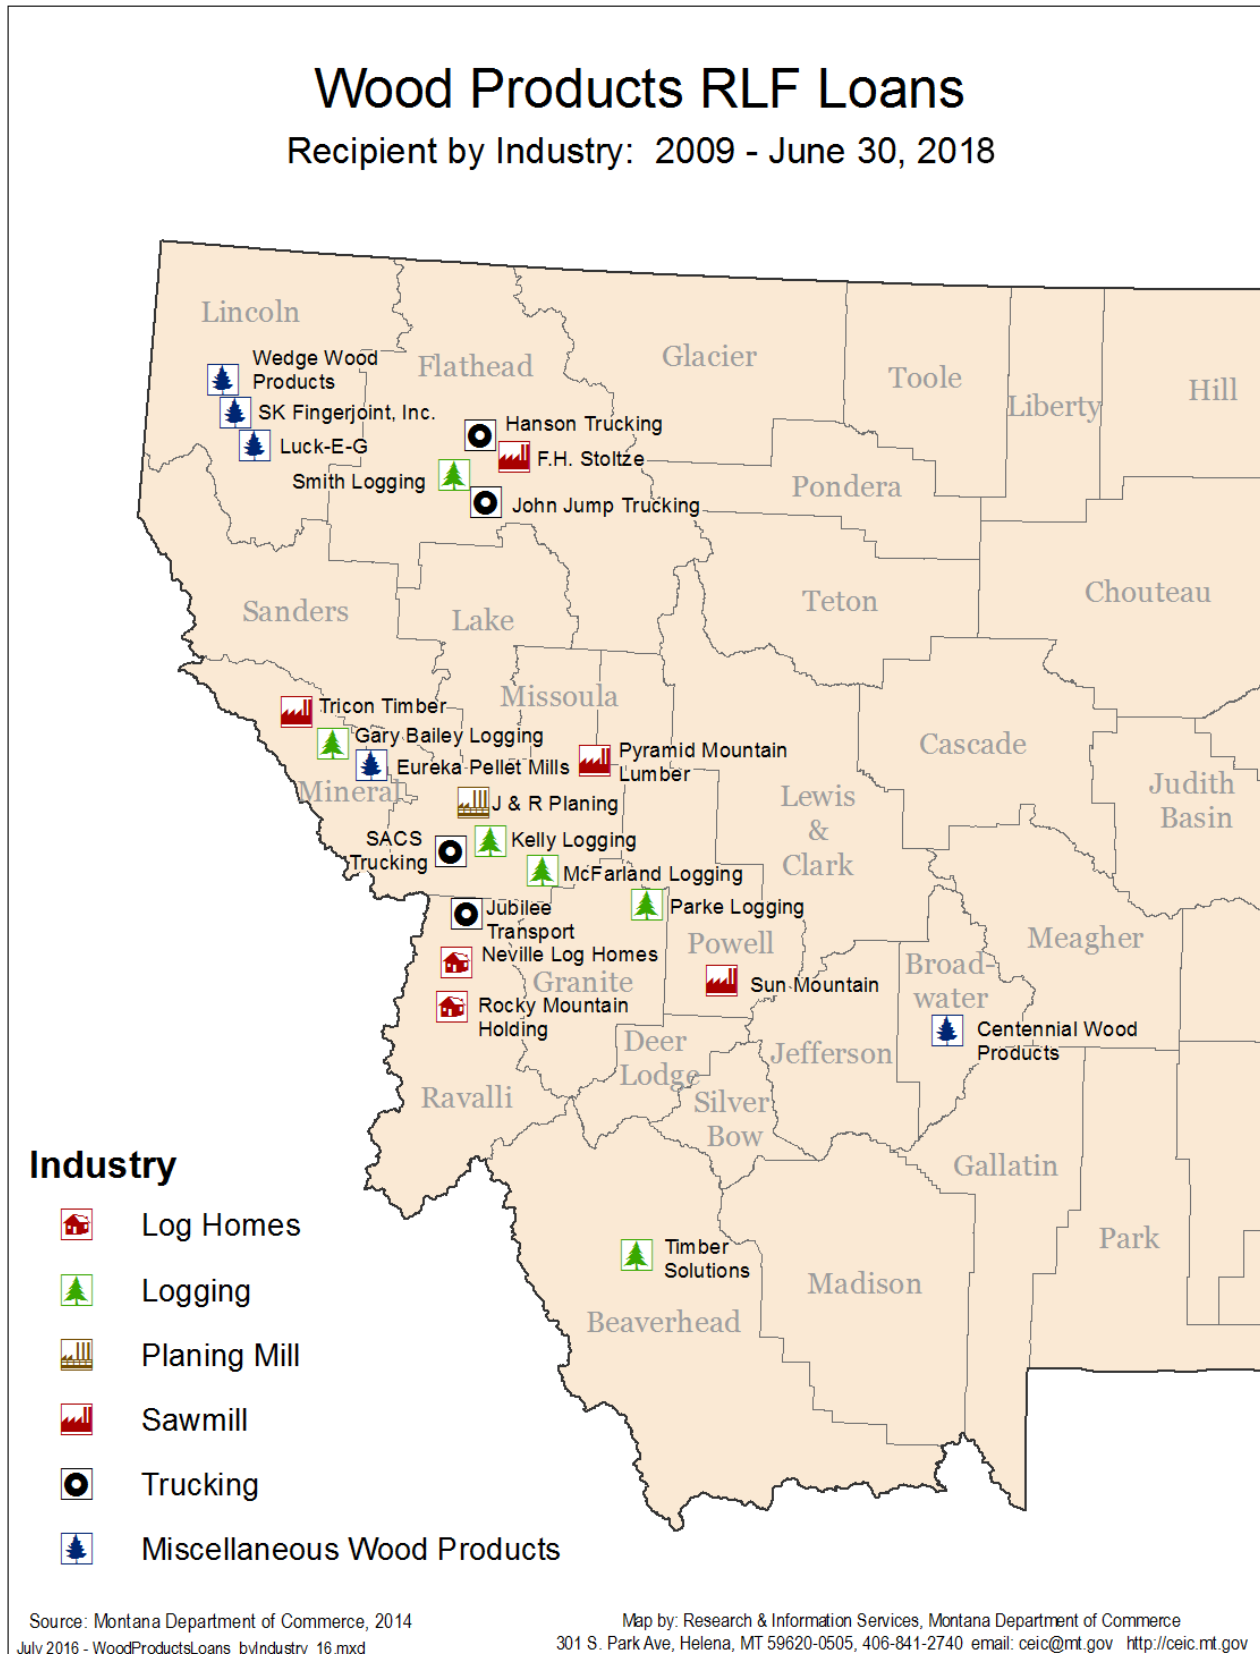 Wood Products RLF Loans
Recipient by Industry:  2009 - June 30, 2018
Lincoln
Flathead
Glacier
Toole
Liberty
Hill
Wedge Wood
Products
SK Fingerjoint, Inc.
Luck-E-G
Hanson Trucking
F.H. Stoltze
Smith Logging
John Jump Trucking
Pondera
Sanders
Lake
Teton
Chouteau
Missoula
Tricon Timber
Gary Bailey Logging
Eureka Pellet Mills
Mineral
Pyramid Mountain
Lumber
Cascade
Judith
Basin
Lewis
&
Clark
J & R Planing
SACS
Trucking
Kelly Logging
McFarland Logging
Parke Logging
Jubilee
Transport
Neville Log Homes
Granite
Rocky Mountain
Holding
Powell
Sun Mountain
Broad-
water
Meagher
Centennial Wood
Products
Deer
Lodge
Jefferson
Silver
Bow
Ravalli
Gallatin
Park
Timber
Solutions
Madison
Beaverhead
Industry
Log Homes
Logging
Planing Mill
Sawmill
Trucking
Miscellaneous Wood Products
Source: Montana Department of Commerce, 2014
July 2016 - WoodProductsLoans_byIndustry_16.mxd
Map by: Research & Information Services, Montana Department of Commerce
301 S. Park Ave, Helena, MT 59620-0505, 406-841-2740  email: ceic@mt.gov   http://ceic.mt.gov